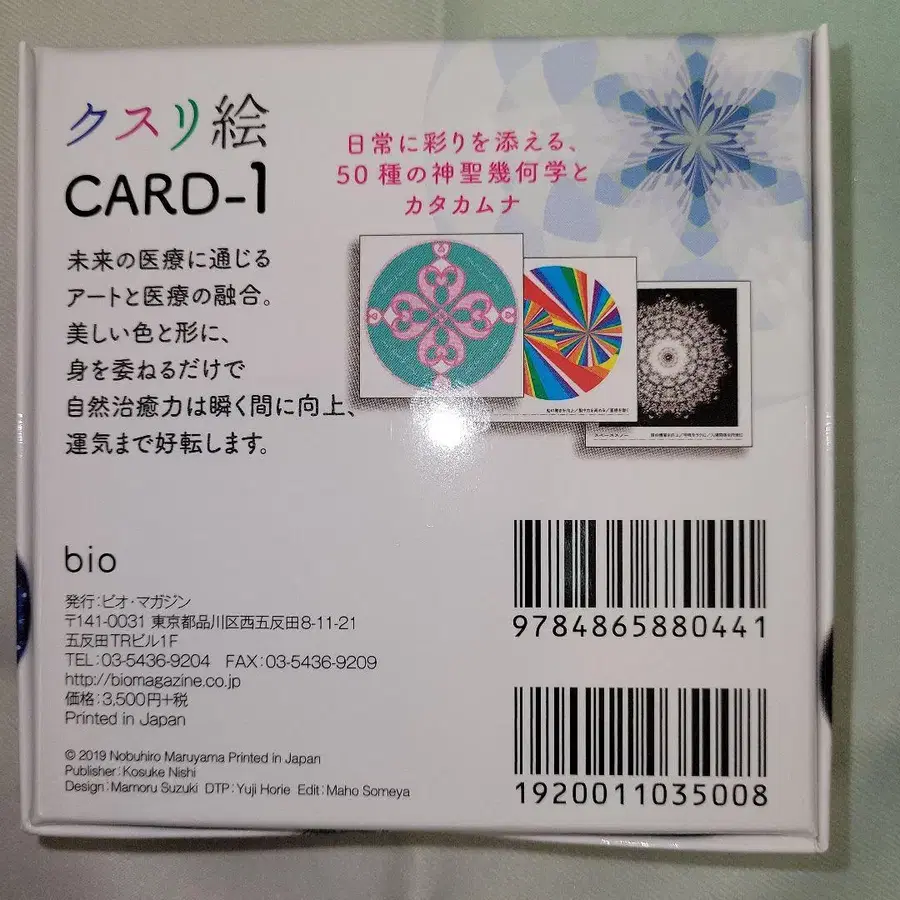 クスリ絵
CARD-1
日常に彩りを添える、
50種の神聖幾何学と
カタカムナ
未来の医療に通じる
アートと医療の融合。
美しい色と形に、
身を委ねるだけで
自然治癒力は瞬く間に向上、
運気まで好転します。
bio
発行:ビオ・マガジン
〒141-0031 東京都品川区西五反田8-11-21
五反田TRビル1F
TEL:03-5436-9204 FAX:03-5436-9209
http://biomagazine.co.jp
価格:3,500円+税
Printed in Japan
© 2019 Nobuhiro Maruyama Printed in Japan
Publisher:Kosuke Nishi
Design:Mamoru Suzuki DTP:Yuji Horie Edit:Maho Someya
9784865880441
1920011035008